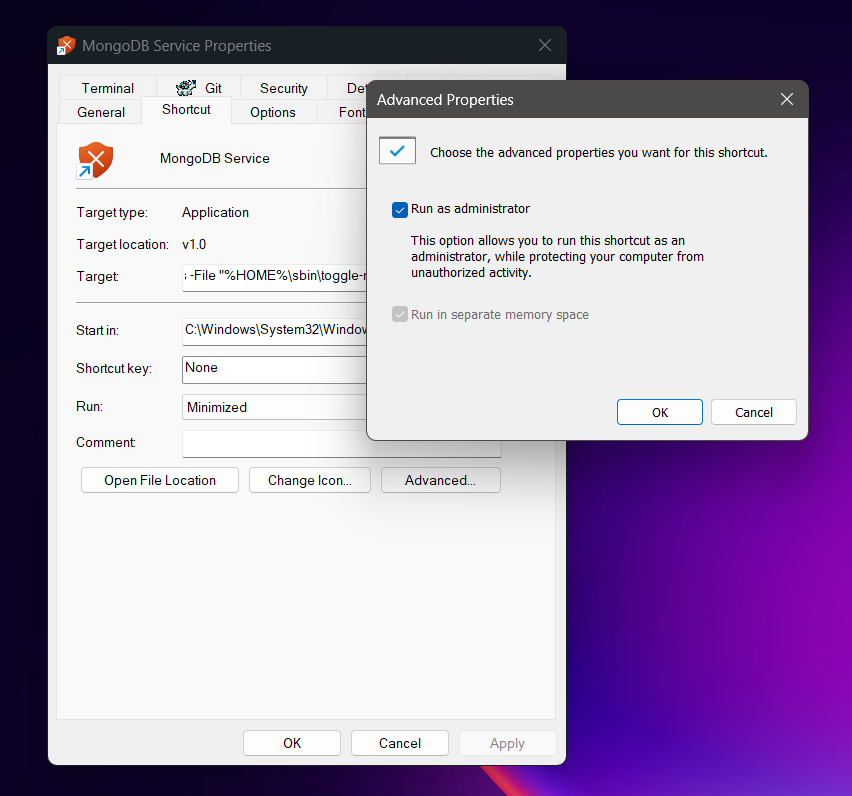 MongoDB Service Properties
Terminal
Git
Security
General
Shortcut
Options
Font
MongoDB Service
Target type:
Application
Target location:
v1.0
Target:
-File "%HOME%\sbin\toggle-
Start in:
C:\Windows\System32\Window
Shortcut key:
None
Run:
Minimized
Comment:
Open File Location
Change Icon...
Advanced...
OK
Cancel
Apply
Advanced Properties
Choose the advanced properties you want for this shortcut.
Run as administrator
This option allows you to run this shortcut as an
administrator, while protecting your computer from
unauthorized activity.
Run in separate memory space
OK
Cancel